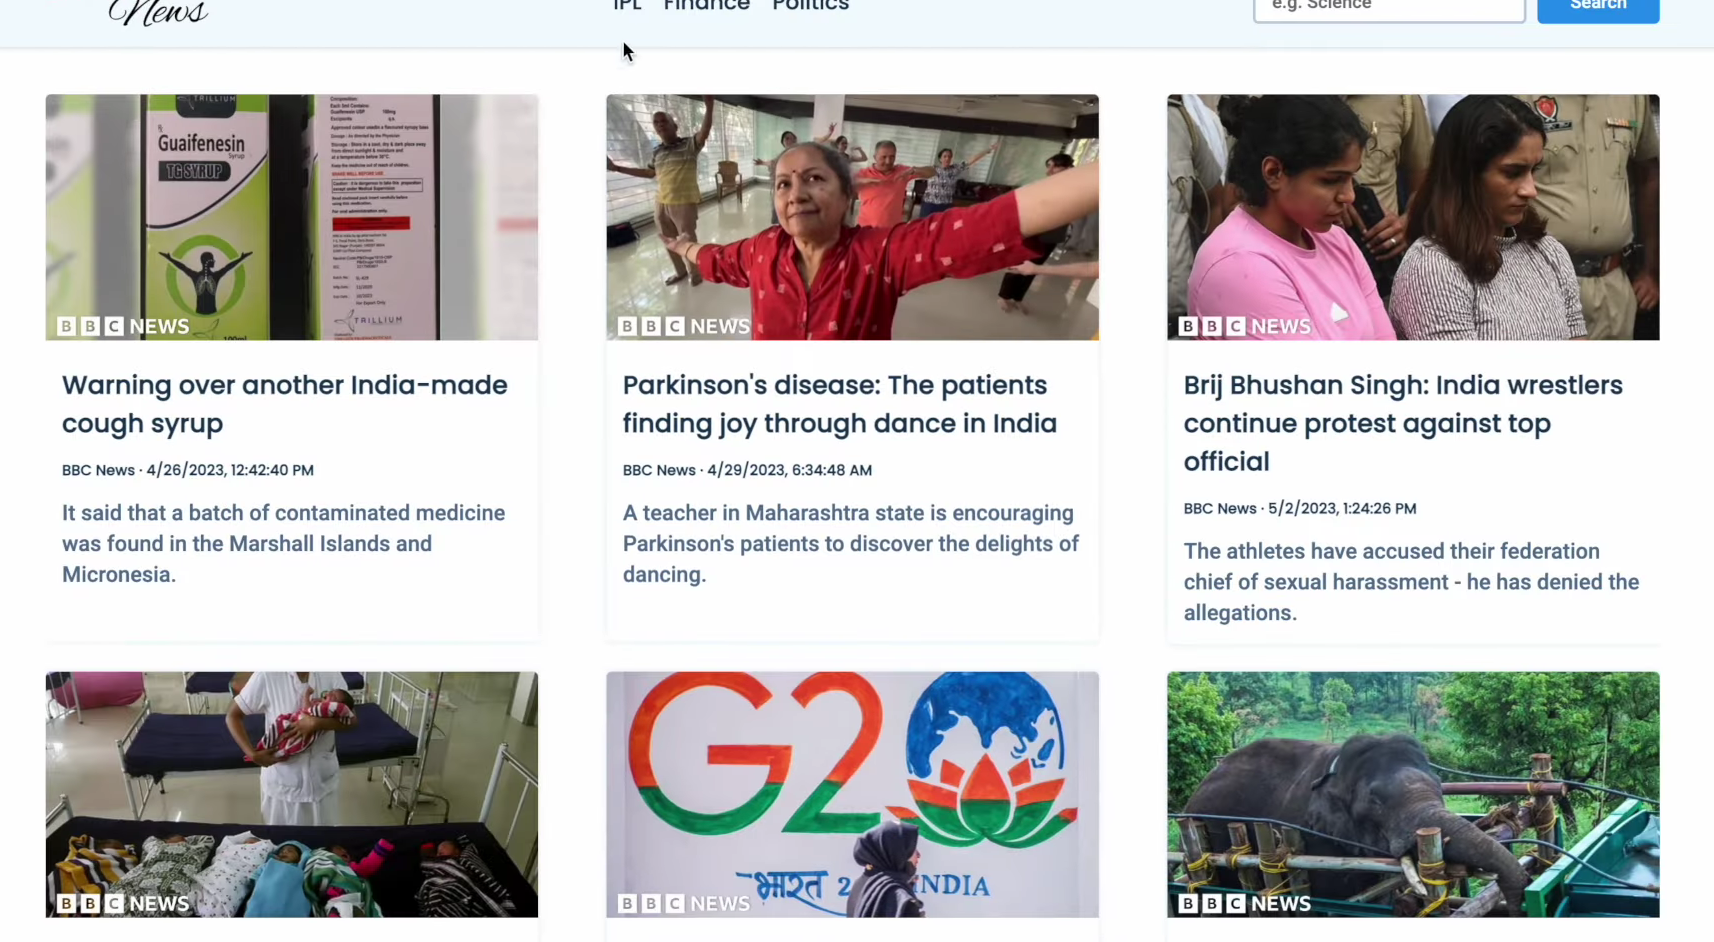 News
IPL Finance Politics
e.g. Science
Search
TRILLIUM
Guaifenesin
Syrup
TG SYRUP
TRILLIUM
100ml
BBC NEWS
BBC NEWS
BBC NEWS
Warning over another India-made
cough syrup
BBC News · 4/26/2023, 12:42:40 PM
It said that a batch of contaminated medicine
was found in the Marshall Islands and
Micronesia.
Parkinson's disease: The patients
finding joy through dance in India
BBC News · 4/29/2023, 6:34:48 AM
A teacher in Maharashtra state is encouraging
Parkinson's patients to discover the delights of
dancing.
Brij Bhushan Singh: India wrestlers
continue protest against top
official
BBC News · 5/2/2023, 1:24:26 PM
The athletes have accused their federation
chief of sexual harassment - he has denied the
allegations.
BBC NEWS
G20
भारत 2 INDIA
BBC NEWS
BBC NEWS